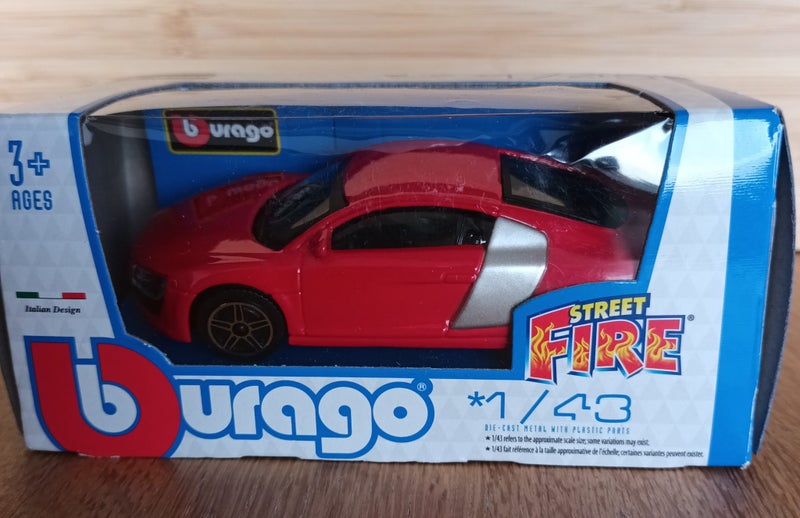 burago
3+
AGES
Italian Design
STREET
FIRE®
burago®
*1/43
DIE-CAST METAL WITH PLASTIC PARTS
★ 1/43 refers to the approximate scale size; some variations may exist.
★ 1/43 fait référence à la taille approximative de l'échelle; certaines variantes peuvent exister.